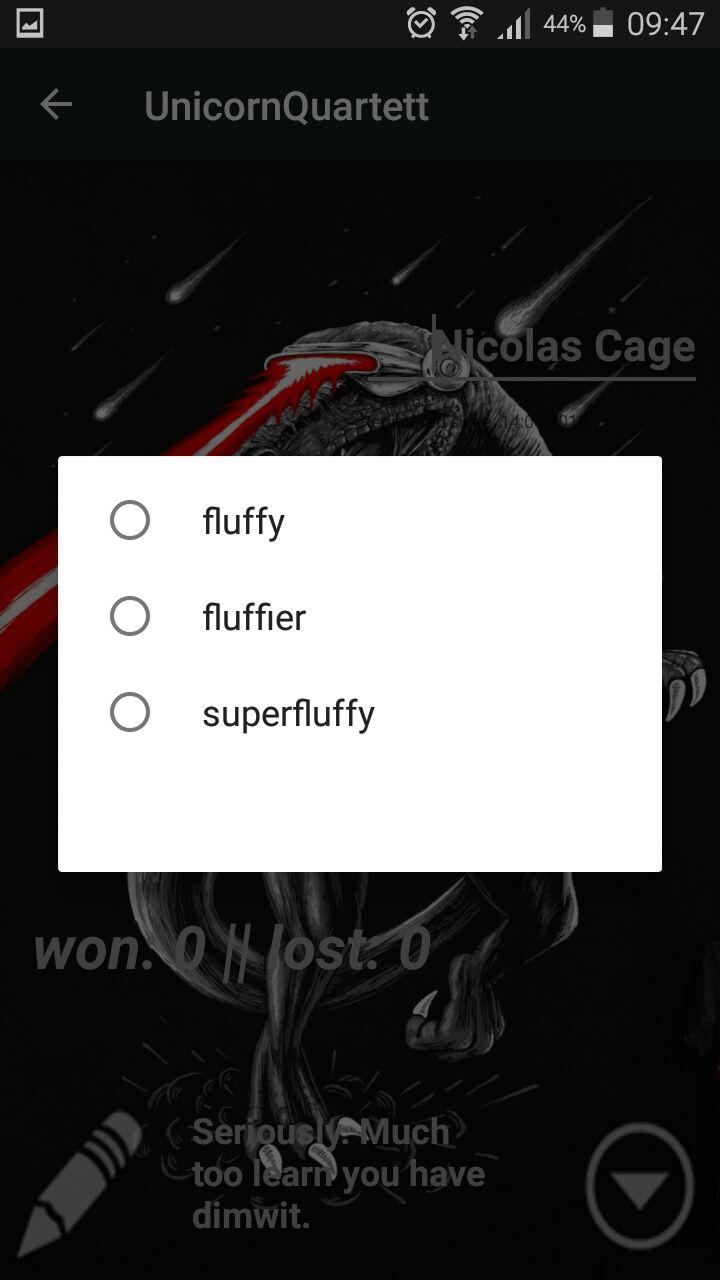 44% 09:47
UnicornQuartett
Nicolas Cage
fluffy
fluffier
superfluffy
won: 0 || lost: 0
Seriously? Much
too learn you have
dimwit.